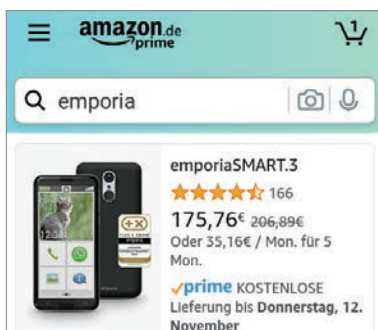 amazon.de
prime
1
emporia
emporiaSMART.3
166
175,76€ 206,89€
Oder 35,16€ / Mon. für 5
Mon.
prime KOSTENLOSE
Lieferung bis Donnerstag, 12.
November